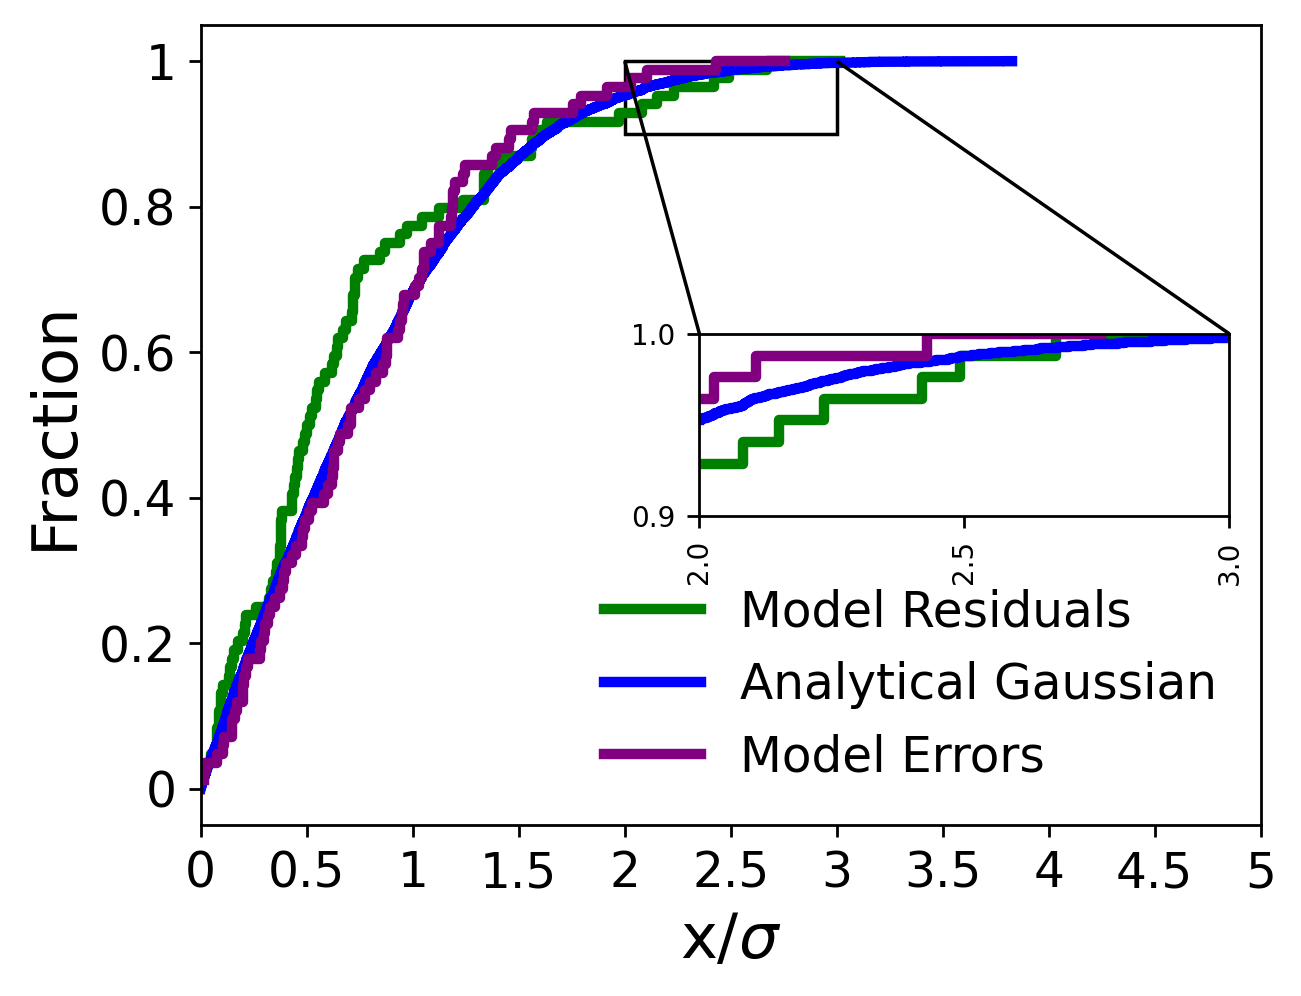 1
0.8
0.6
0.4
0.2
0
Fraction
1.0
0.9
2.0 2.5 3.0
Model Residuals
Analytical Gaussian
Model Errors
0 0.5 1 1.5 2 2.5 3 3.5 4 4.5 5
x/σ